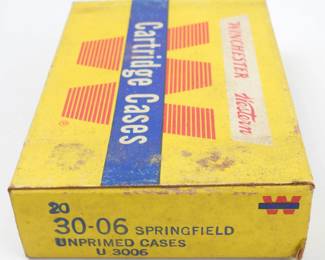 WINCHESTER Western
Cartridge Cases
®
20
30-06 SPRINGFIELD
UNPRIMED CASES
U 3006
W